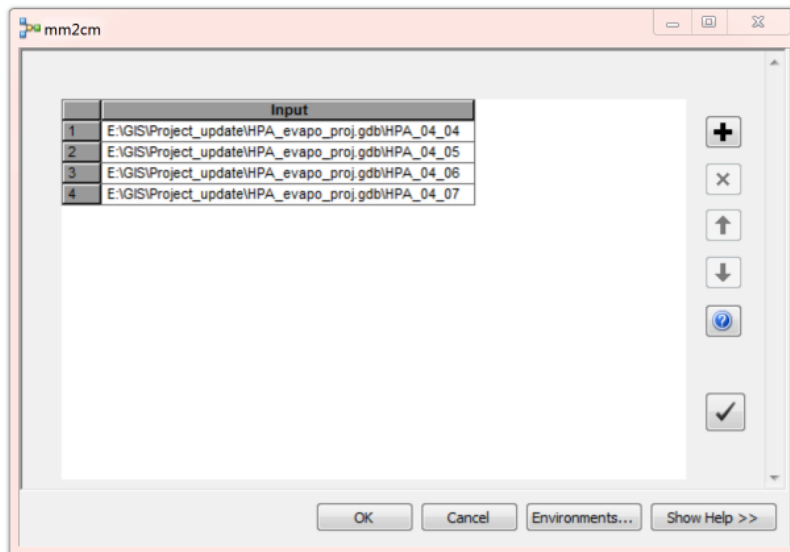 mm2cm
Input
1 E:\GIS\Project_update\HPA_evapo_proj.gdb\HPA_04_04
2 E:\GIS\Project_update\HPA_evapo_proj.gdb\HPA_04_05
3 E:\GIS\Project_update\HPA_evapo_proj.gdb\HPA_04_06
4 E:\GIS\Project_update\HPA_evapo_proj.gdb\HPA_04_07
OK Cancel Environments... Show Help >>